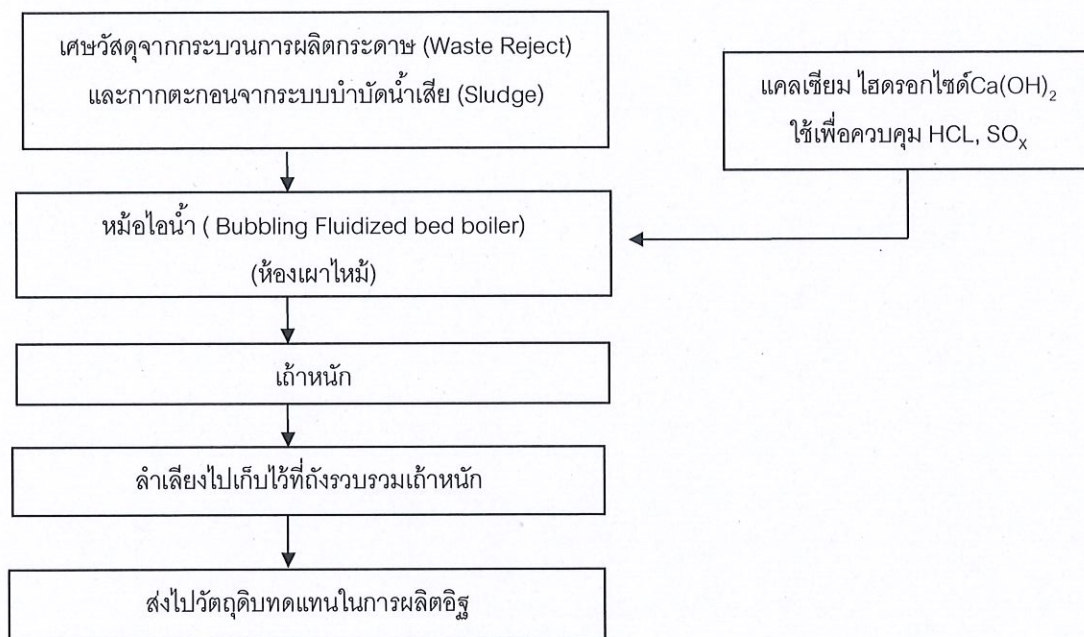 เศษวัสดุจากกระบวนการผลิตกระดาษ (Waste Reject)
และกากตะกอนจากระบบบำบัดน้ำเสีย (Sludge)
แคลเซียม ไฮดรอกไซด์Ca(OH)₂
ใช้เพื่อควบคุม HCL, SOₓ
หม้อไอน้ำ ( Bubbling Fluidized bed boiler)
(ห้องเผาไหม้)
เถ้าหนัก
ลำเลียงไปเก็บไว้ที่ถังรวบรวมเถ้าหนัก
ส่งไปวัตถุดิบทดแทนในการผลิตอิฐ